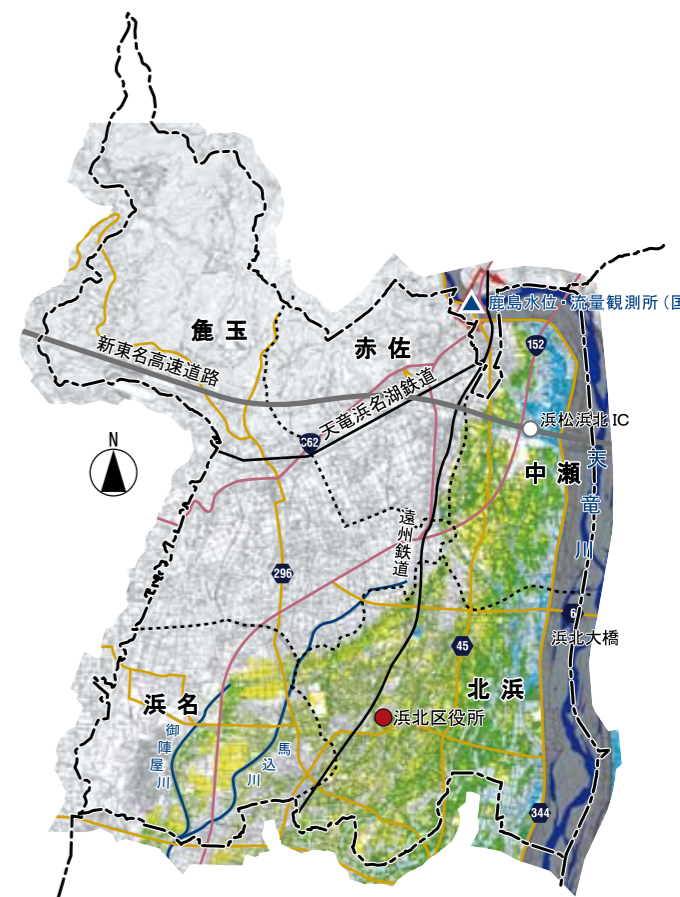 鹿島水位・流量観測所（国
麁玉
赤佐
152
新東名高速道路
天竜浜名湖鉄道
浜松浜北IC
N
362
中瀬
天竜川
遠州鉄道
296
6
浜北大橋
45
北浜
浜名
浜北区役所
御陣屋川
馬込川
344